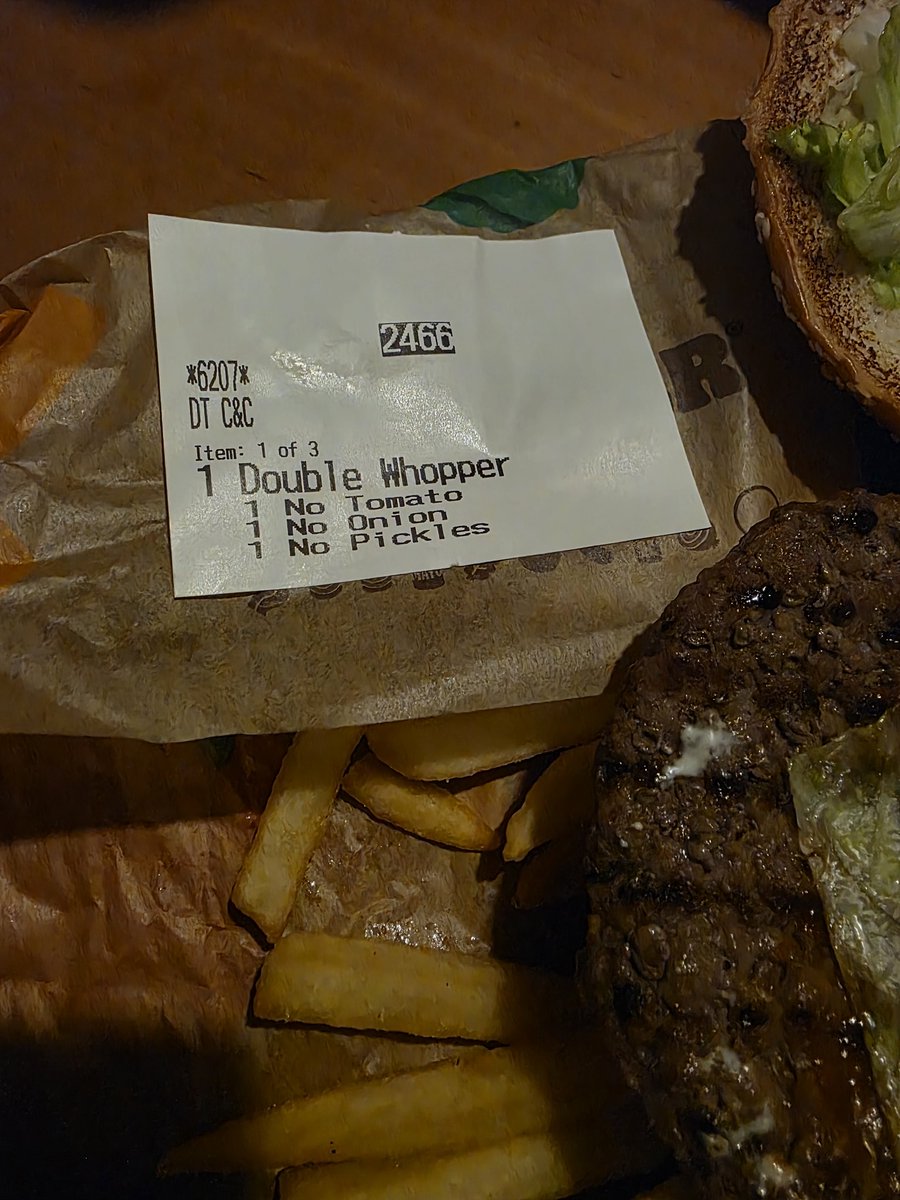 2466
*6207*
DT C&C
Item: 1 of 3
1 Double Whopper
1 No Tomato
1 No Onion
1 No Pickles
R